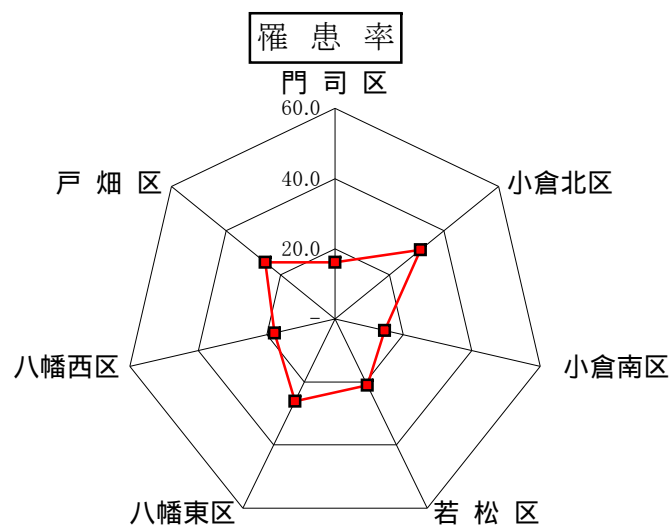 罹 患 率
門 司 区
60.0
戸 畑 区
小倉北区
40.0
20.0
-
八幡西区
小倉南区
八幡東区
若 松 区